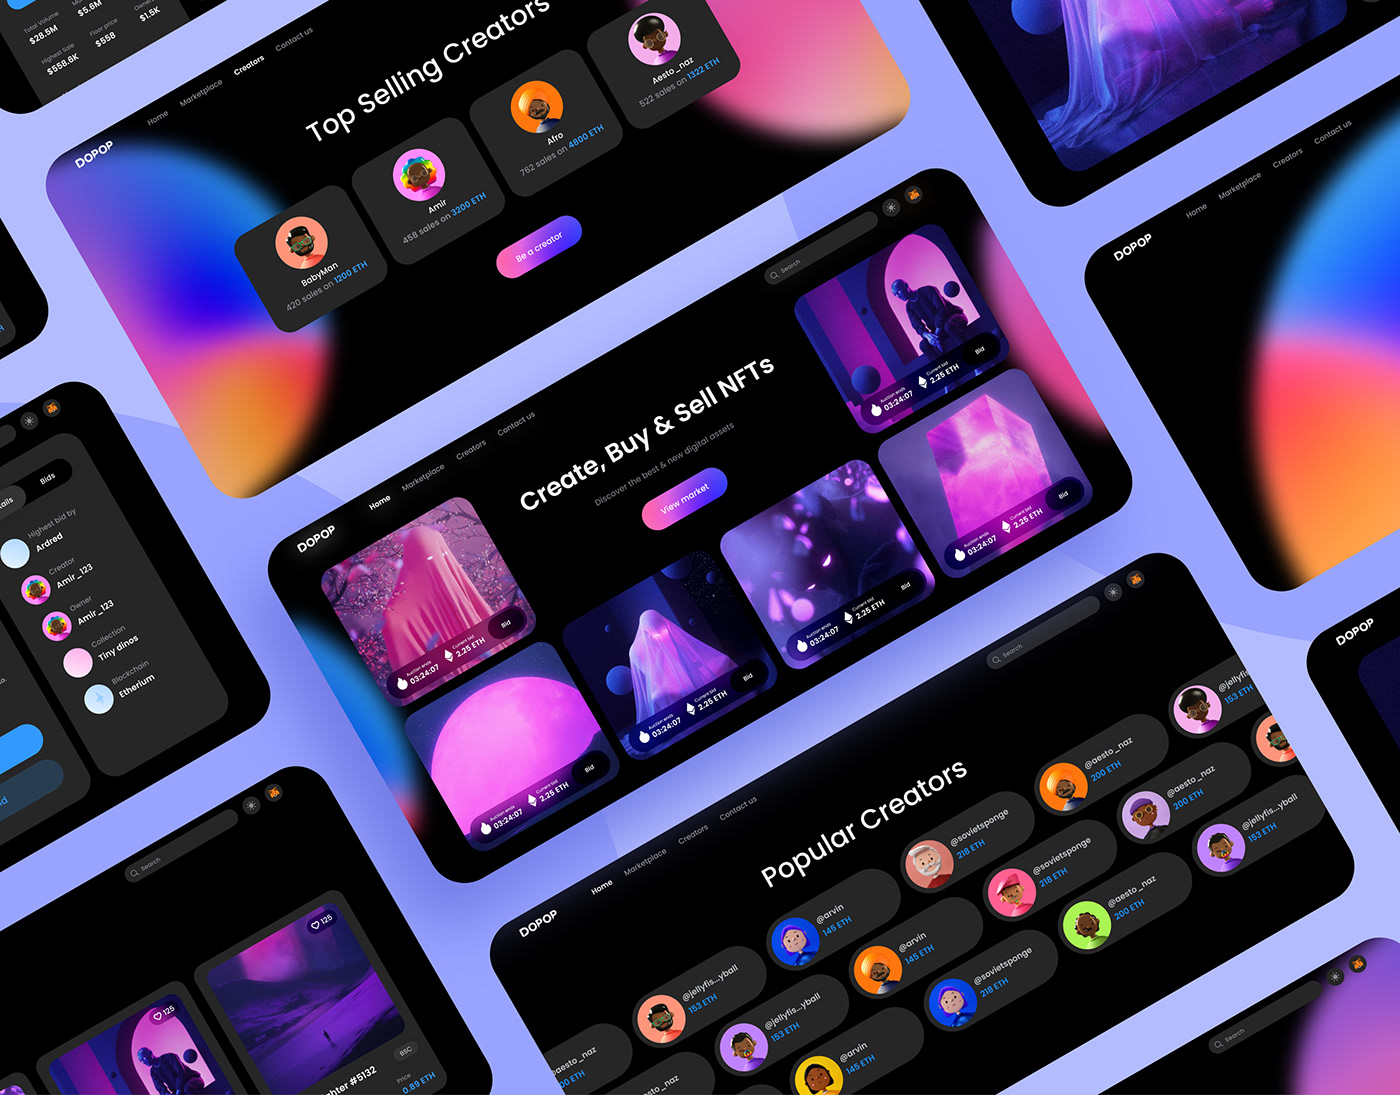 Total Volume
$28.5M
$5.6M
Highest Sale
$558.6K
Floor price
$558
$1.5K
DOPOP
Home
Marketplace
Creators
Contact us
Top Selling Creators
BabyMan
420 sales on 1200 ETH
Amir
458 sales on 3200 ETH
Afro
762 sales on 4800 ETH
Aesto_naz
522 sales on 1322 ETH
Be a creator
DOPOP
Home
Marketplace
Creators
Contact us
Search
Create, Buy & Sell NFTs
Discover the best & new digital assets
View market
Auction ends
03:24:07
Current bid
2.25 ETH
Bid
Auction ends
03:24:07
Current bid
2.25 ETH
Bid
Auction ends
03:24:07
Current bid
2.25 ETH
Bid
Auction ends
03:24:07
Current bid
2.25 ETH
Bid
Auction ends
03:24:07
Current bid
2.25 ETH
Bid
Auction ends
03:24:07
Current bid
2.25 ETH
Bid
DOPOP
Home
Marketplace
Creators
Contact us
Bids
Highest bid by
Ardred
Creator
Amir_123
Owner
Amir_123
Collection
Tiny dinos
Blockchain
Etherium
Search
125
125
#5132
BSC
Price
0.89 ETH
DOPOP
Home
Marketplace
Creators
Contact us
Search
Popular Creators
@jellyfis...yball
153 ETH
@arvin
145 ETH
@sovietsponge
218 ETH
@aesto_naz
200 ETH
153 ETH
@jellyfis...yball
153 ETH
@arvin
145 ETH
@sovietsponge
218 ETH
@aesto_naz
200 ETH
@arvin
145 ETH
@sovietsponge
218 ETH
@aesto_naz
200 ETH
@jellyfis...yball
153 ETH
DOPOP
Search